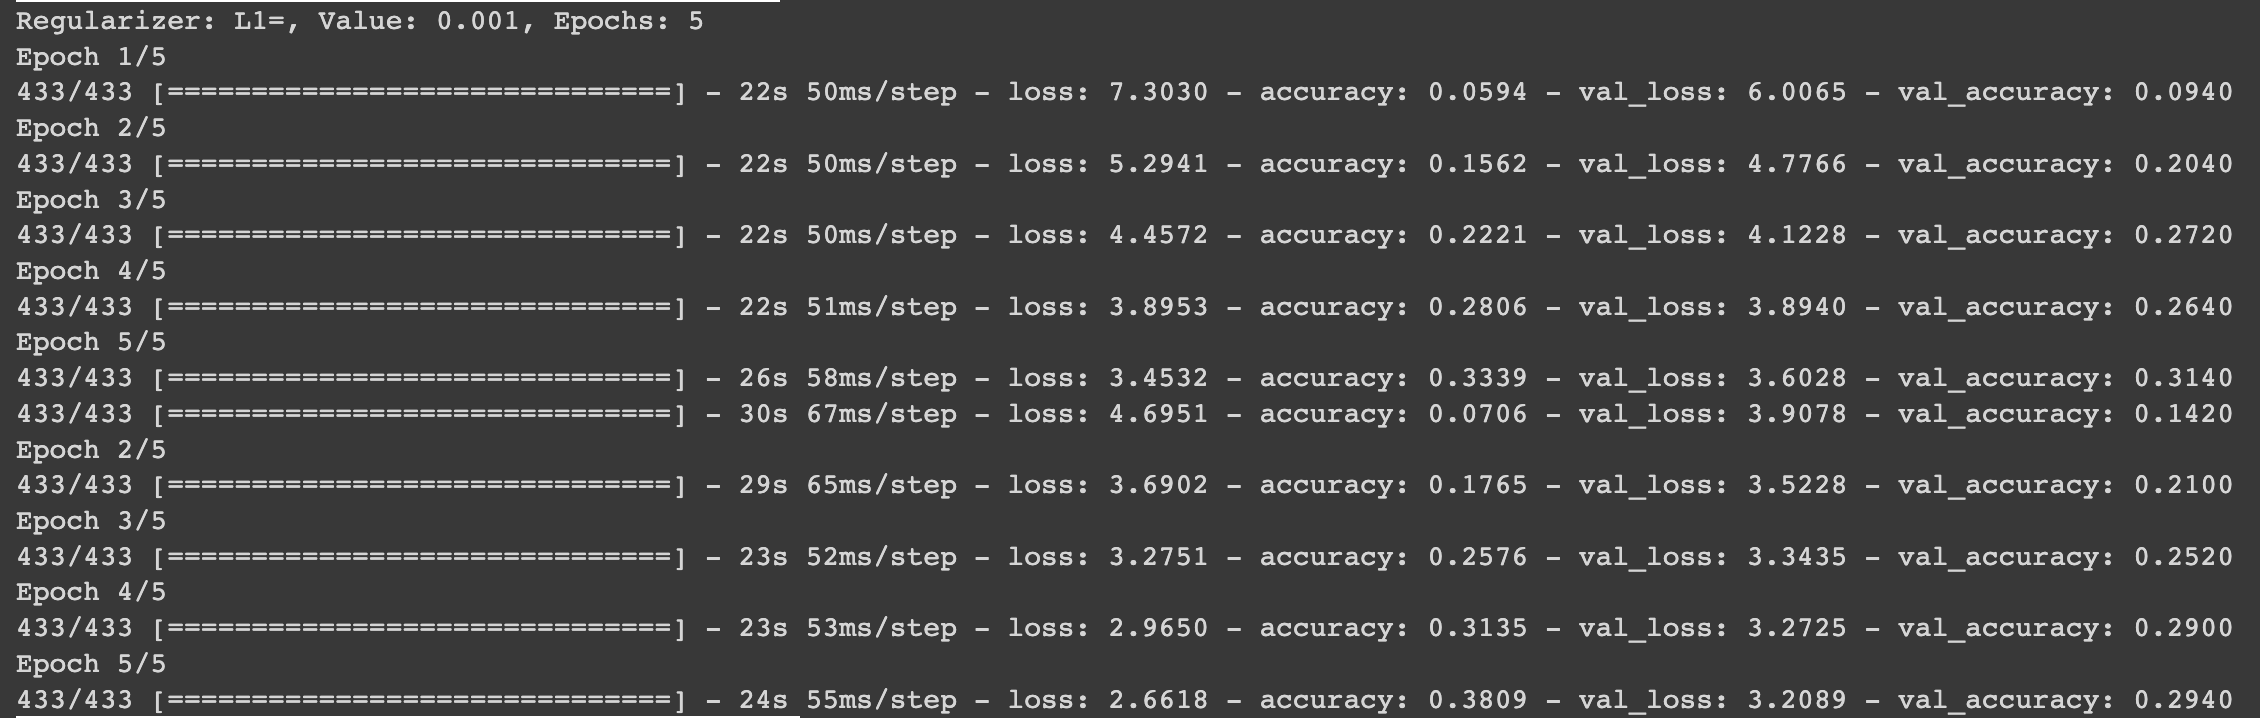 Regularizer: L1=, Value: 0.001, Epochs: 5
Epoch 1/5
433/433 [==============================] - 22s 50ms/step - loss: 7.3030 - accuracy: 0.0594 - val_loss: 6.0065 - val_accuracy: 0.0940
Epoch 2/5
433/433 [==============================] - 22s 50ms/step - loss: 5.2941 - accuracy: 0.1562 - val_loss: 4.7766 - val_accuracy: 0.2040
Epoch 3/5
433/433 [==============================] - 22s 50ms/step - loss: 4.4572 - accuracy: 0.2221 - val_loss: 4.1228 - val_accuracy: 0.2720
Epoch 4/5
433/433 [==============================] - 22s 51ms/step - loss: 3.8953 - accuracy: 0.2806 - val_loss: 3.8940 - val_accuracy: 0.2640
Epoch 5/5
433/433 [==============================] - 26s 58ms/step - loss: 3.4532 - accuracy: 0.3339 - val_loss: 3.6028 - val_accuracy: 0.3140
433/433 [==============================] - 30s 67ms/step - loss: 4.6951 - accuracy: 0.0706 - val_loss: 3.9078 - val_accuracy: 0.1420
Epoch 2/5
433/433 [==============================] - 29s 65ms/step - loss: 3.6902 - accuracy: 0.1765 - val_loss: 3.5228 - val_accuracy: 0.2100
Epoch 3/5
433/433 [==============================] - 23s 52ms/step - loss: 3.2751 - accuracy: 0.2576 - val_loss: 3.3435 - val_accuracy: 0.2520
Epoch 4/5
433/433 [==============================] - 23s 53ms/step - loss: 2.9650 - accuracy: 0.3135 - val_loss: 3.2725 - val_accuracy: 0.2900
Epoch 5/5
433/433 [==============================] - 24s 55ms/step - loss: 2.6618 - accuracy: 0.3809 - val_loss: 3.2089 - val_accuracy: 0.2940